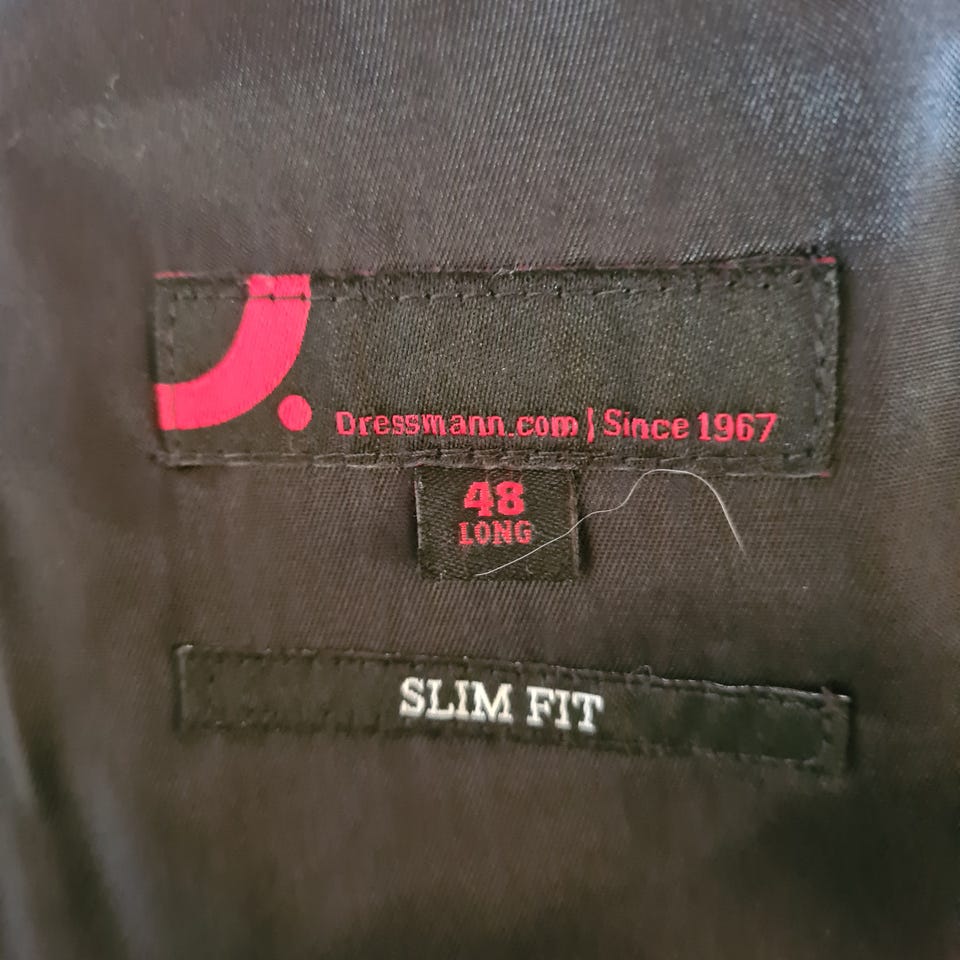 Dressmann.com | Since 1967
48
LONG
SLIM FIT